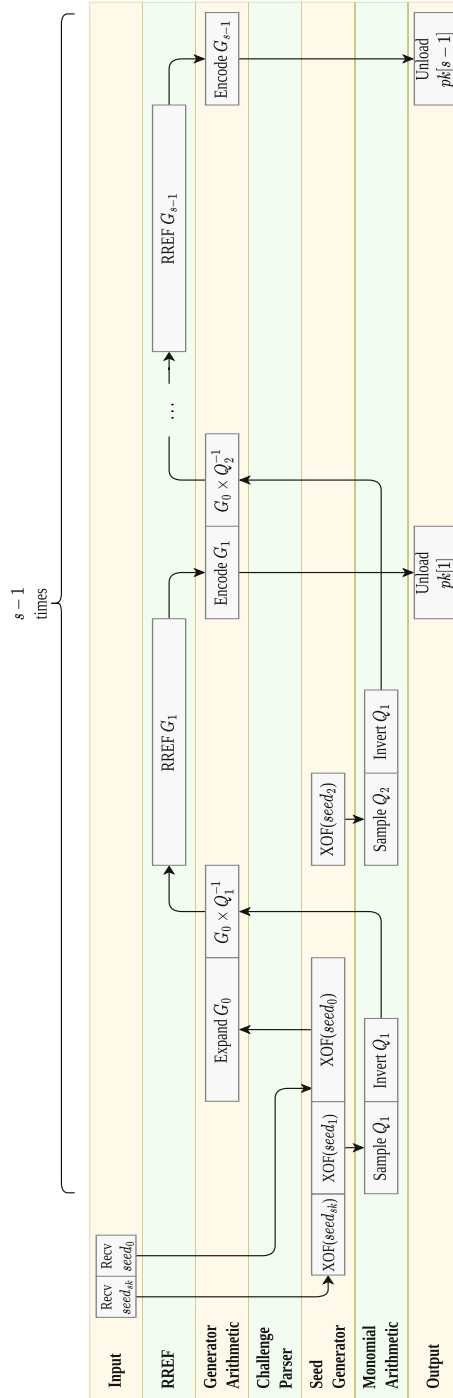 s − 1
times
Input
Recv
seed_sk
Recv
seed_0
RREF
RREF G_1
...
RREF G_{s−1}
Generator
Arithmetic
Expand G_0
G_0 × Q_1^{−1}
Encode G_1
G_0 × Q_2^{−1}
Encode G_{s−1}
Challenge
Parser
Seed
Generator
XOF(seed_sk)
XOF(seed_1)
XOF(seed_0)
XOF(seed_2)
Monomial
Arithmetic
Sample Q_1
Invert Q_1
Sample Q_2
Invert Q_1
Output
Unload
pk[1]
Unload
pk[s − 1]